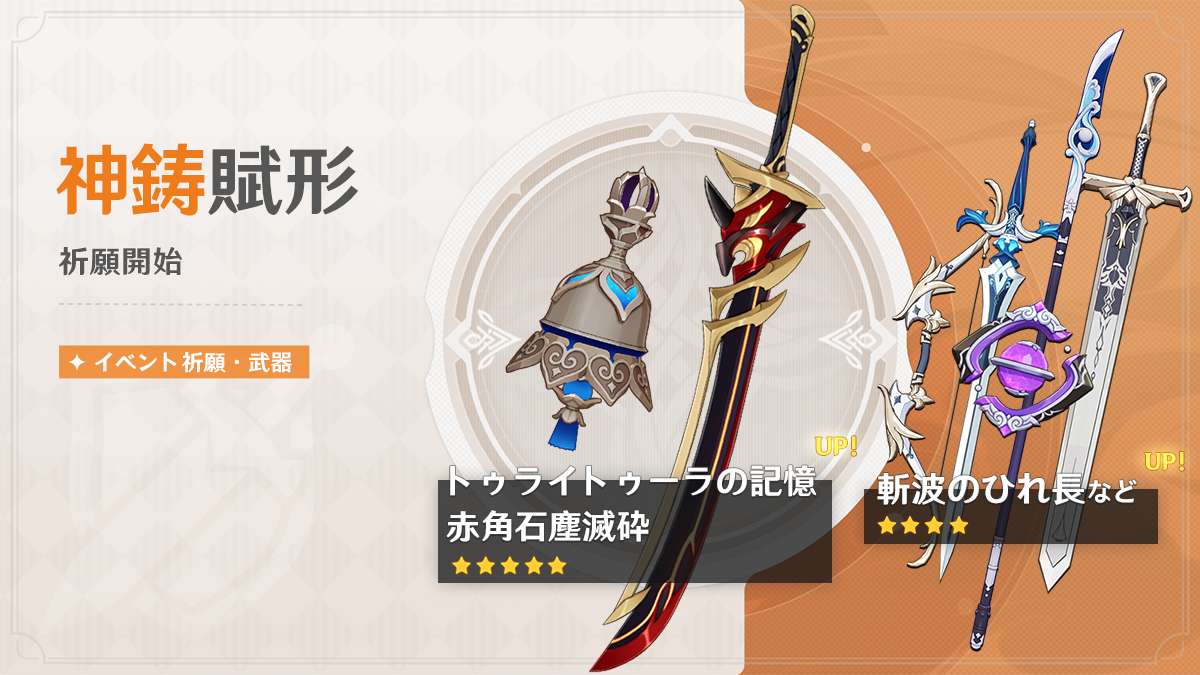 神鋳賦形
祈願開始
✦ イベント祈願・武器
UP!
トゥライトゥーラの記憶
赤角石塵滅砕
★★★★★
UP!
斬波のひれ長など
★★★★